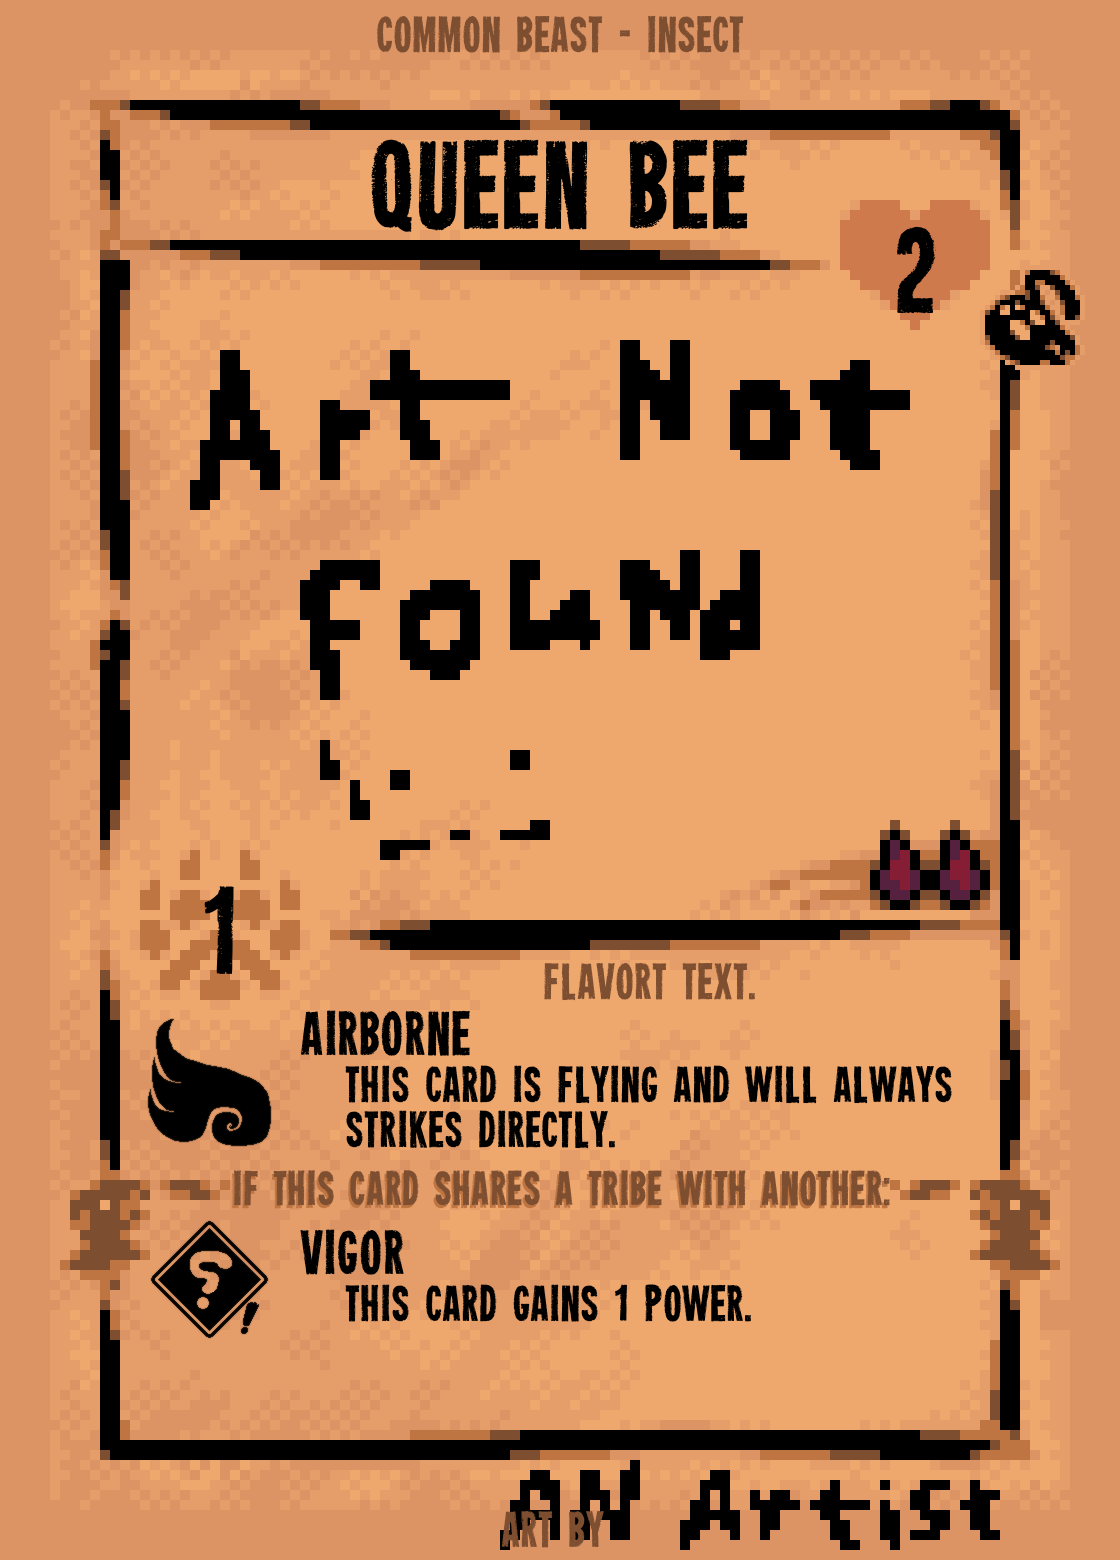 COMMON BEAST - INSECT
QUEEN BEE
2
Art Not
FouNd
1
FLAVORT TEXT.
AIRBORNE
THIS CARD IS FLYING AND WILL ALWAYS
STRIKES DIRECTLY.
IF THIS CARD SHARES A TRIBE WITH ANOTHER:
?!
VIGOR
THIS CARD GAINS 1 POWER.
AN Artist
ART BY